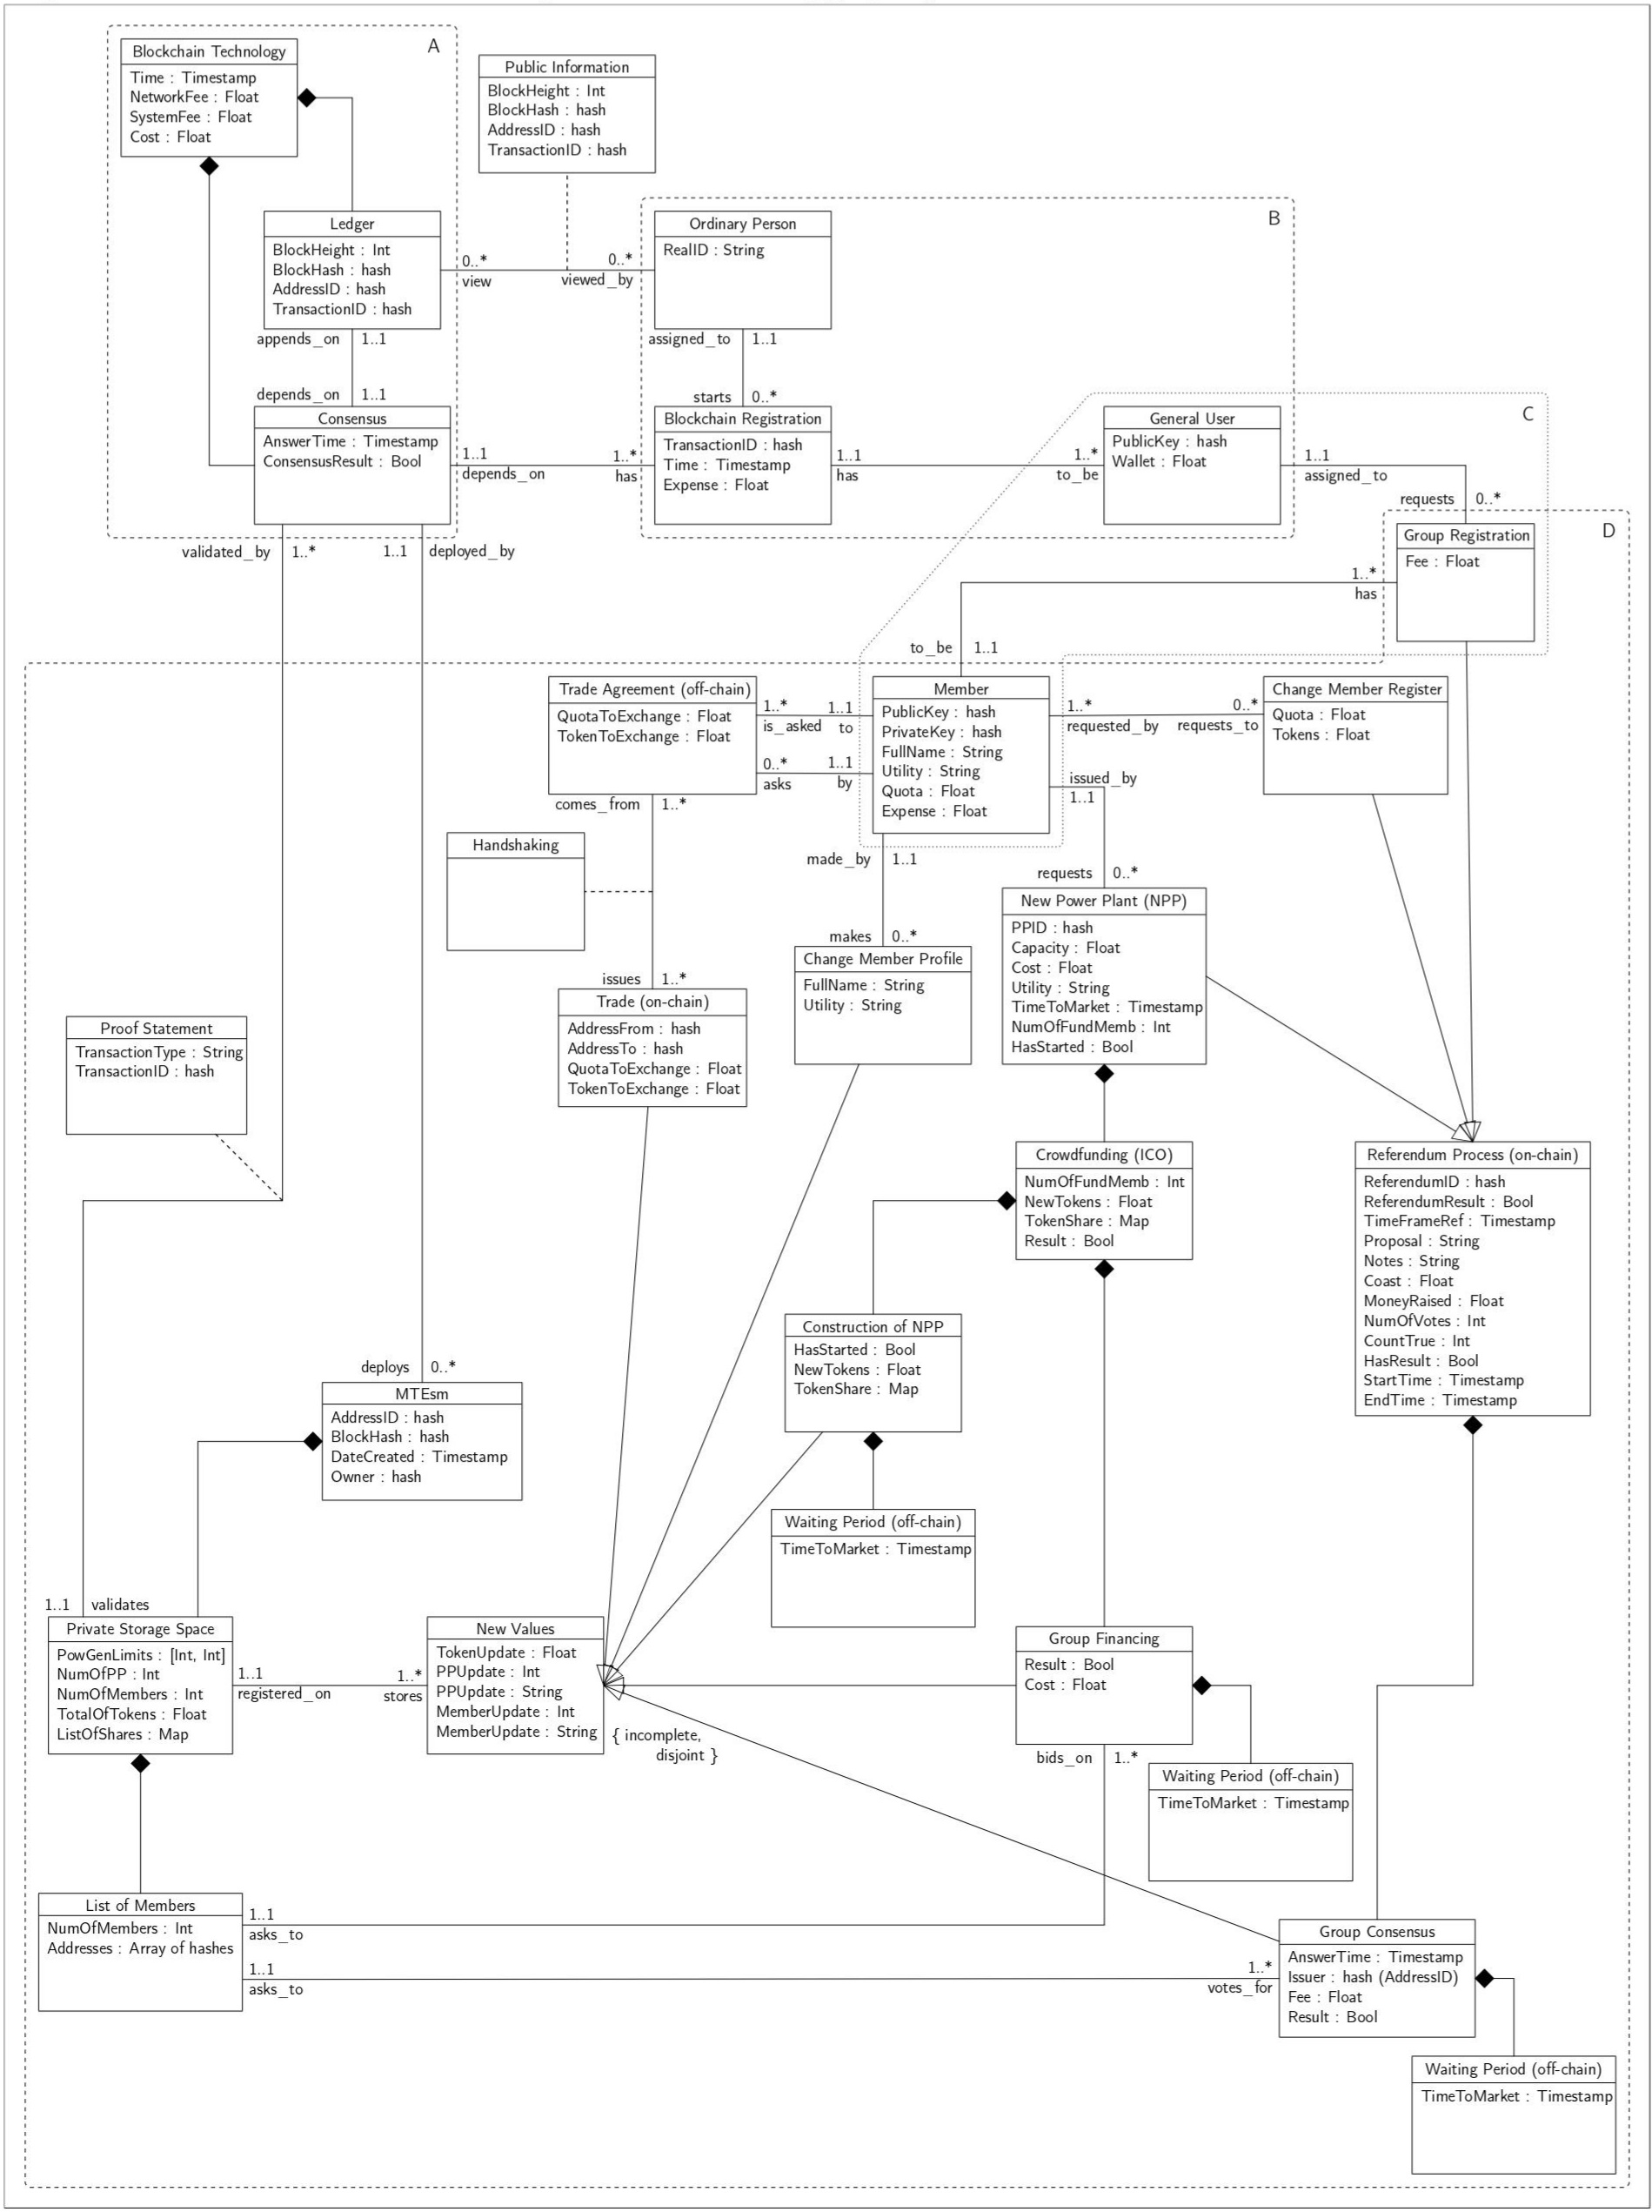 A
Blockchain Technology
Time : Timestamp
NetworkFee : Float
SystemFee : Float
Cost : Float
Public Information
BlockHeight : Int
BlockHash : hash
AddressID : hash
TransactionID : hash
B
Ledger
BlockHeight : Int
BlockHash : hash
AddressID : hash
TransactionID : hash
0..*
view
0..*
viewed_by
Ordinary Person
RealID : String
appends_on 1..1
depends_on 1..1
assigned_to 1..1
starts 0..*
Consensus
AnswerTime : Timestamp
ConsensusResult : Bool
1..1
depends_on
1..*
has
Blockchain Registration
TransactionID : hash
Time : Timestamp
Expense : Float
1..1
has
1..*
to_be
General User
PublicKey : hash
Wallet : Float
C
1..1
assigned_to
requests 0..*
D
Group Registration
Fee : Float
validated_by 1..*
1..1 deployed_by
1..*
has
to_be 1..1
Trade Agreement (off-chain)
QuotaToExchange : Float
TokenToExchange : Float
1..*
is_asked
1..1
to
0..*
asks
1..1
by
Member
PublicKey : hash
PrivateKey : hash
FullName : String
Utility : String
Quota : Float
Expense : Float
1..*
requested_by
0..*
requests_to
Change Member Register
Quota : Float
Tokens : Float
issued_by
1..1
comes_from 1..*
Handshaking
made_by 1..1
requests 0..*
New Power Plant (NPP)
PPID : hash
Capacity : Float
Cost : Float
Utility : String
TimeToMarket : Timestamp
NumOfFundMemb : Int
HasStarted : Bool
makes 0..*
Change Member Profile
FullName : String
Utility : String
issues 1..*
Trade (on-chain)
AddressFrom : hash
AddressTo : hash
QuotaToExchange : Float
TokenToExchange : Float
Proof Statement
TransactionType : String
TransactionID : hash
Crowdfunding (ICO)
NumOfFundMemb : Int
NewTokens : Float
TokenShare : Map
Result : Bool
Referendum Process (on-chain)
ReferendumID : hash
ReferendumResult : Bool
TimeFrameRef : Timestamp
Proposal : String
Notes : String
Coast : Float
MoneyRaised : Float
NumOfVotes : Int
CountTrue : Int
HasResult : Bool
StartTime : Timestamp
EndTime : Timestamp
Construction of NPP
HasStarted : Bool
NewTokens : Float
TokenShare : Map
deploys 0..*
MTEsm
AddressID : hash
BlockHash : hash
DateCreated : Timestamp
Owner : hash
Waiting Period (off-chain)
TimeToMarket : Timestamp
1..1 validates
Private Storage Space
PowGenLimits : [Int, Int]
NumOfPP : Int
NumOfMembers : Int
TotalOfTokens : Float
ListOfShares : Map
1..1
registered_on
1..*
stores
New Values
TokenUpdate : Float
PPUpdate : Int
PPUpdate : String
MemberUpdate : Int
MemberUpdate : String
{ incomplete,
disjoint }
Group Financing
Result : Bool
Cost : Float
bids_on 1..*
Waiting Period (off-chain)
TimeToMarket : Timestamp
List of Members
NumOfMembers : Int
Addresses : Array of hashes
1..1
asks_to
1..1
asks_to
1..*
votes_for
Group Consensus
AnswerTime : Timestamp
Issuer : hash (AddressID)
Fee : Float
Result : Bool
Waiting Period (off-chain)
TimeToMarket : Timestamp